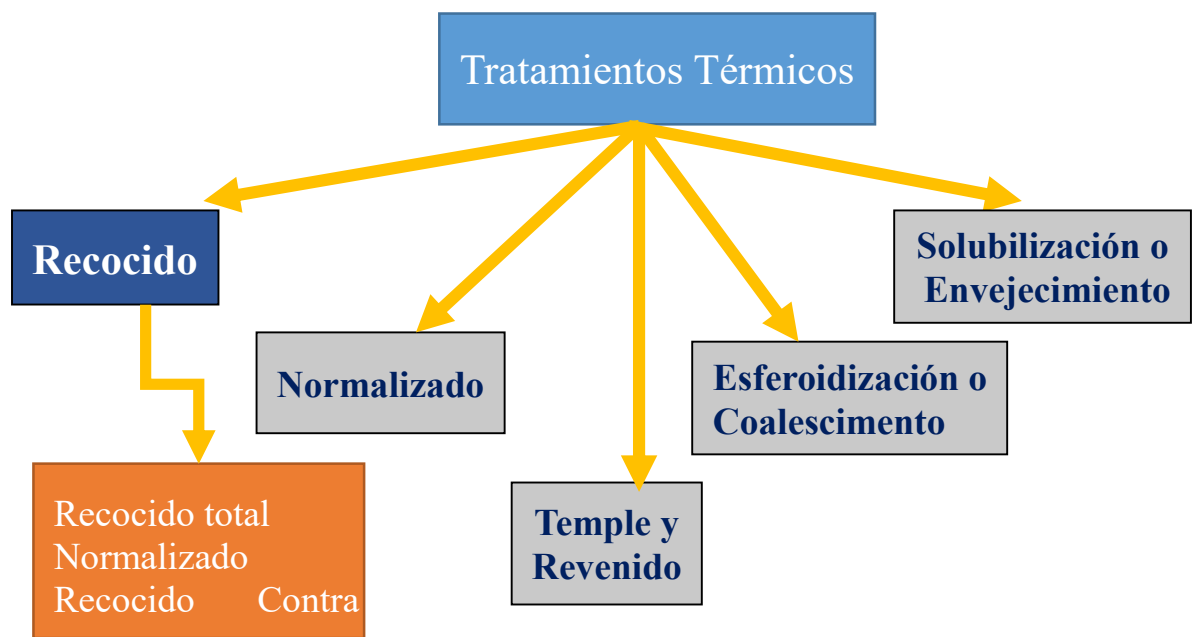 Tratamientos Térmicos
Recocido
Solubilización o
Envejecimiento
Normalizado
Esferoidización o
Coalescimento
Recocido total
Normalizado
Recocido Contra
Temple y
Revenido